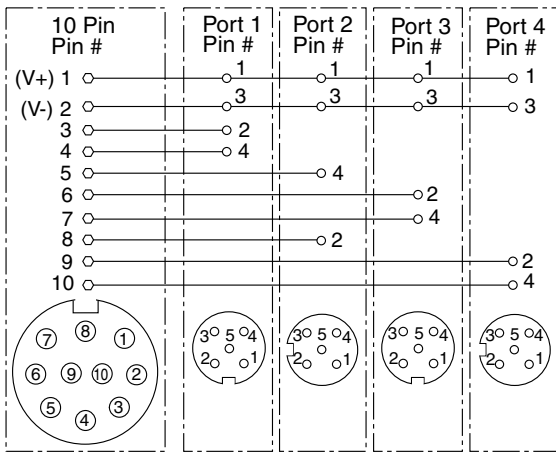 10 Pin Port 1 Port 2 Port 3 Port 4
Pin # Pin # Pin # Pin # Pin #
(V+) 1 1 1 1 1
(V-) 2 3 3 3 3
3 2
4 4
5 4
6 2
7 4
8 2
9 2
10 4
8
7 1
6 9 10 2
5 3
4
3 5 4
2 1
3 5 4
2 1
3 5 4
2 1
3 5 4
2 1